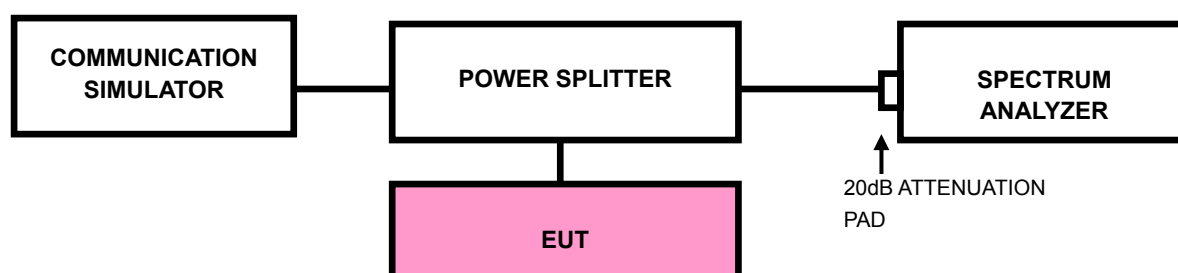 COMMUNICATION
SIMULATOR
POWER SPLITTER
SPECTRUM
ANALYZER
20dB ATTENUATION
PAD
EUT